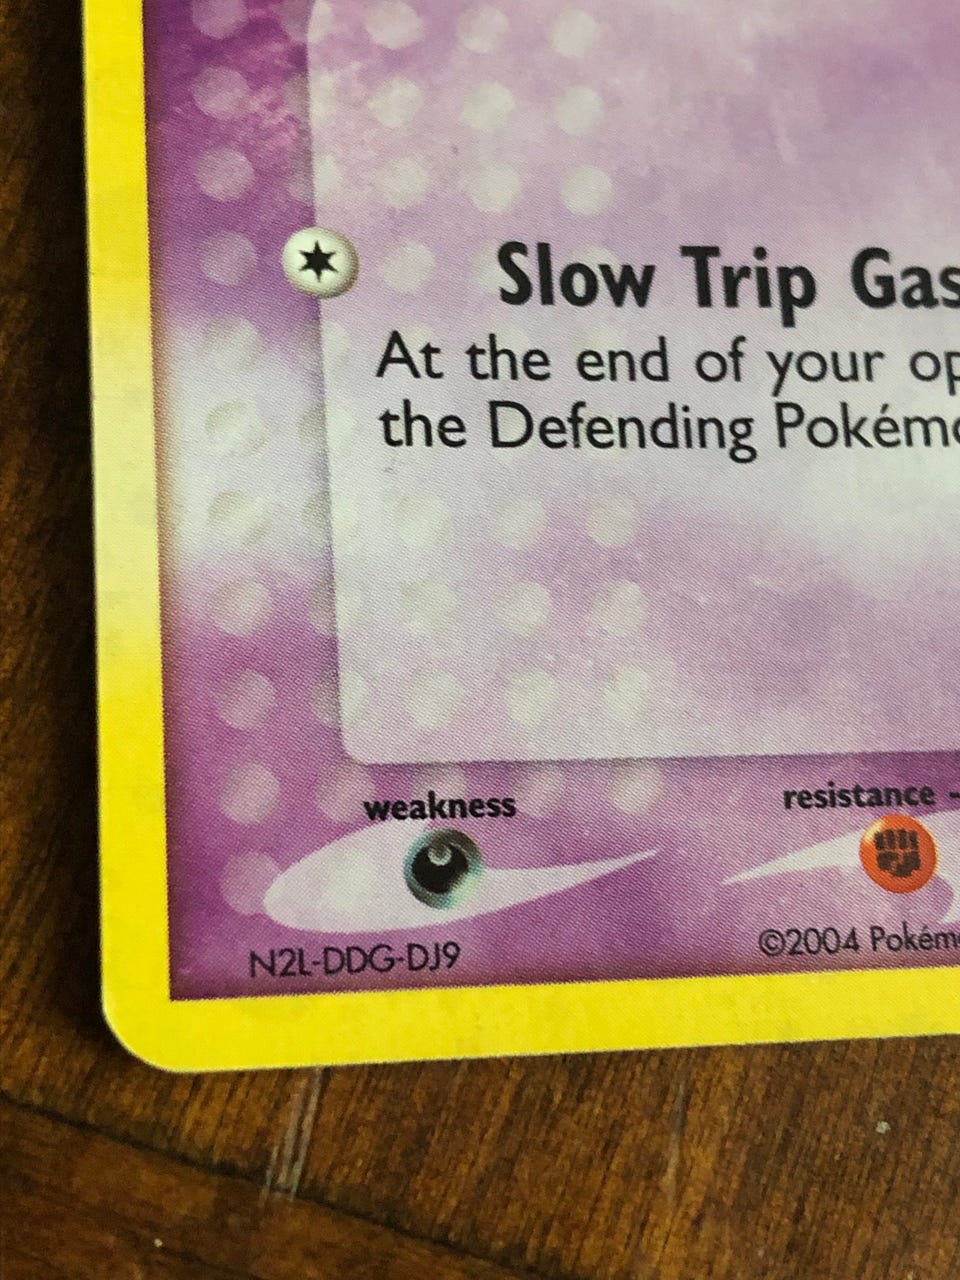 Slow Trip Gas
At the end of your op
the Defending Pokémo
weakness
resistance -
N2L-DDG-DJ9
©2004 Pokém